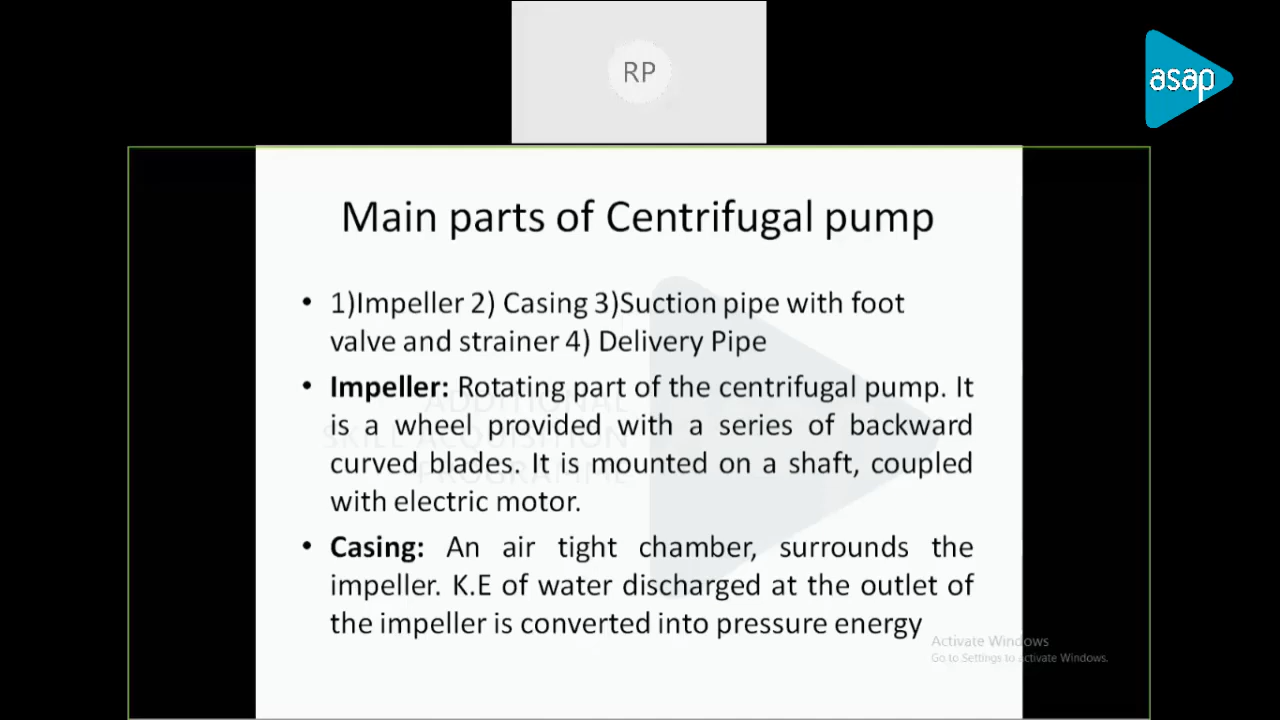 RP
asap
Main parts of Centrifugal pump
• 1)Impeller 2) Casing 3)Suction pipe with foot
valve and strainer 4) Delivery Pipe
• Impeller: Rotating part of the centrifugal pump. It
is a wheel provided with a series of backward
curved blades. It is mounted on a shaft, coupled
with electric motor.
• Casing: An air tight chamber, surrounds the
impeller. K.E of water discharged at the outlet of
the impeller is converted into pressure energy
ADDITIONAL
SKILL ACQUISITION
PROGRAMME
Activate Windows
Go to Settings to activate Windows.